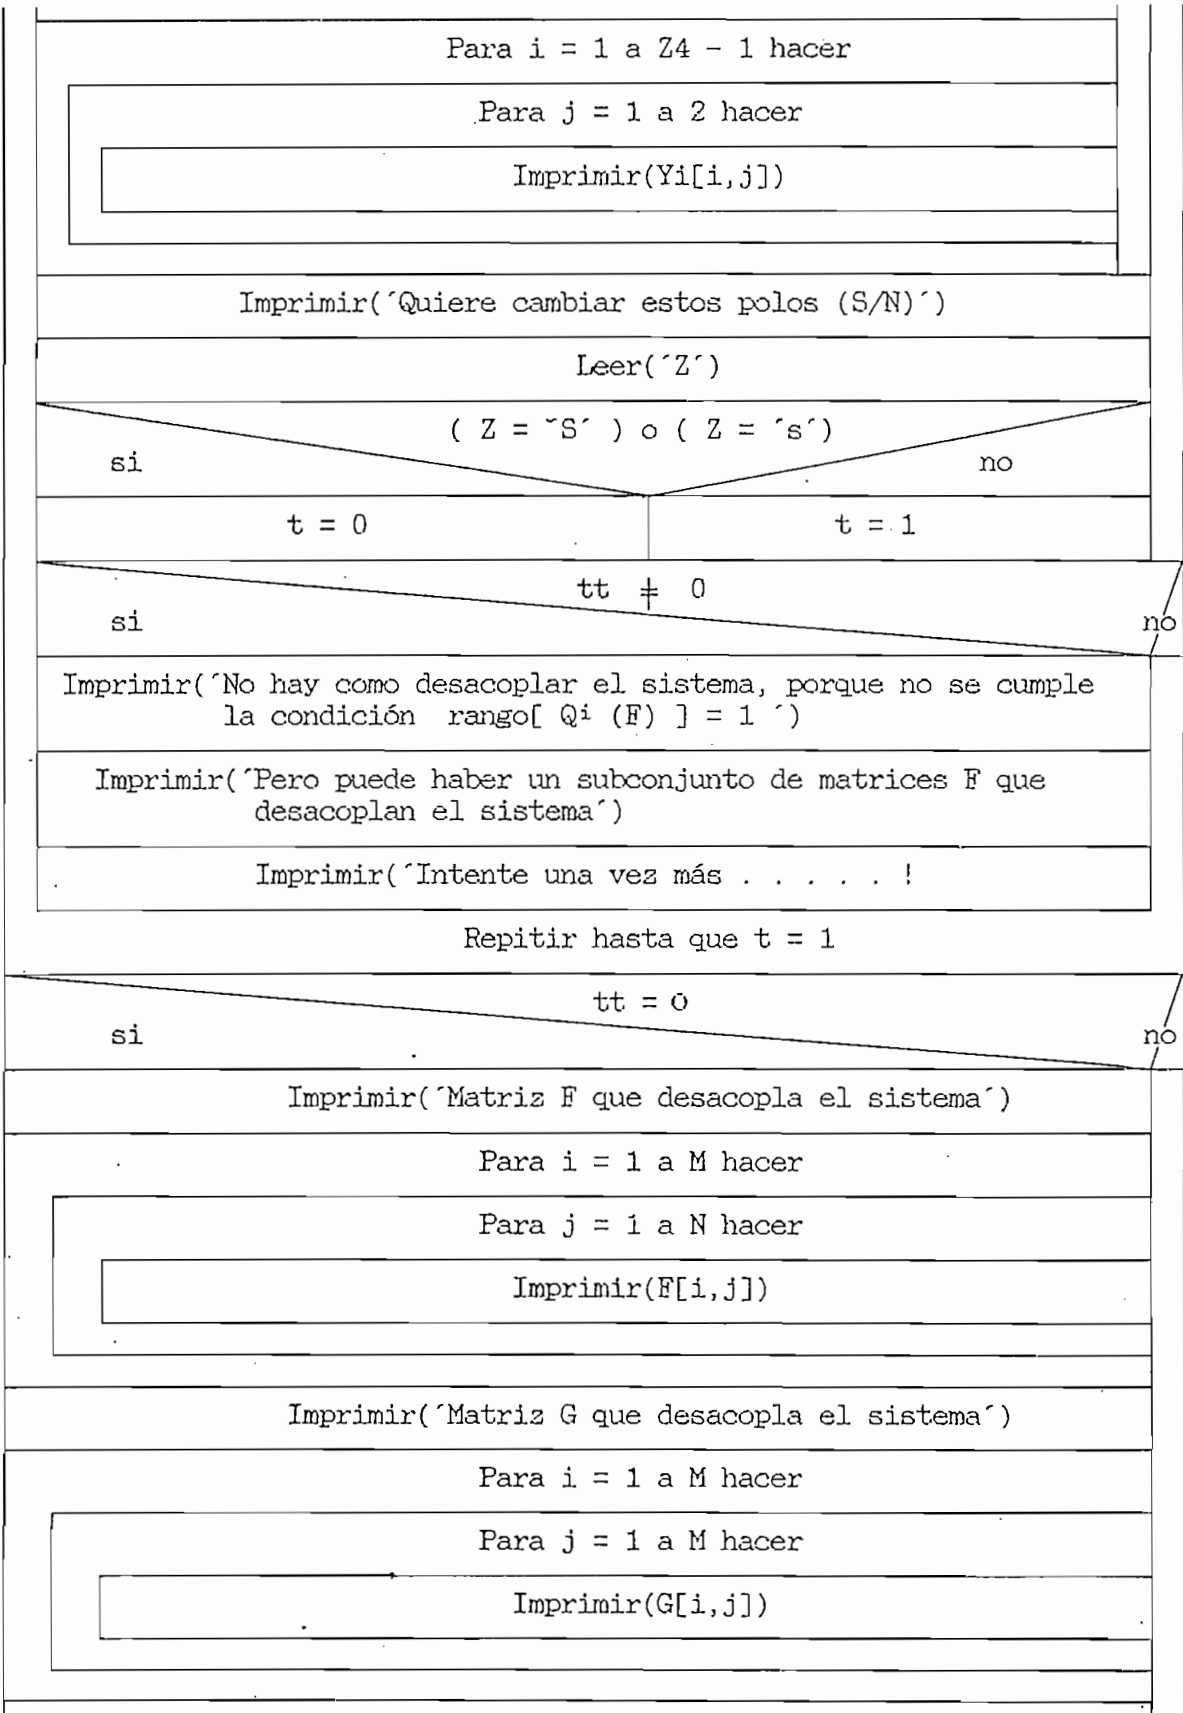 Para i = 1 a Z4 - 1 hacer
Para j = 1 a 2 hacer
Imprimir(Yi[i,j])
Imprimir(´Quiere cambiar estos polos (S/N)´)
Leer(´Z´)
( Z = ˘S´ ) o ( Z = ´s´)
si
no
t = 0
t = 1
tt ╪ 0
si
no
Imprimir(´No hay como desacoplar el sistema, porque no se cumple
la condición rango[ Qⁱ (F) ] = 1 ´)
Imprimir(´Pero puede haber un subconjunto de matrices F que
desacoplan el sistema´)
Imprimir(´Intente una vez más . . . . . !
Repitir hasta que t = 1
tt = 0
si
no
Imprimir(´Matriz F que desacopla el sistema´)
Para i = 1 a M hacer
Para j = 1 a N hacer
Imprimir(F[i,j])
Imprimir(´Matriz G que desacopla el sistema´)
Para i = 1 a M hacer
Para j = 1 a M hacer
Imprimir(G[i,j])